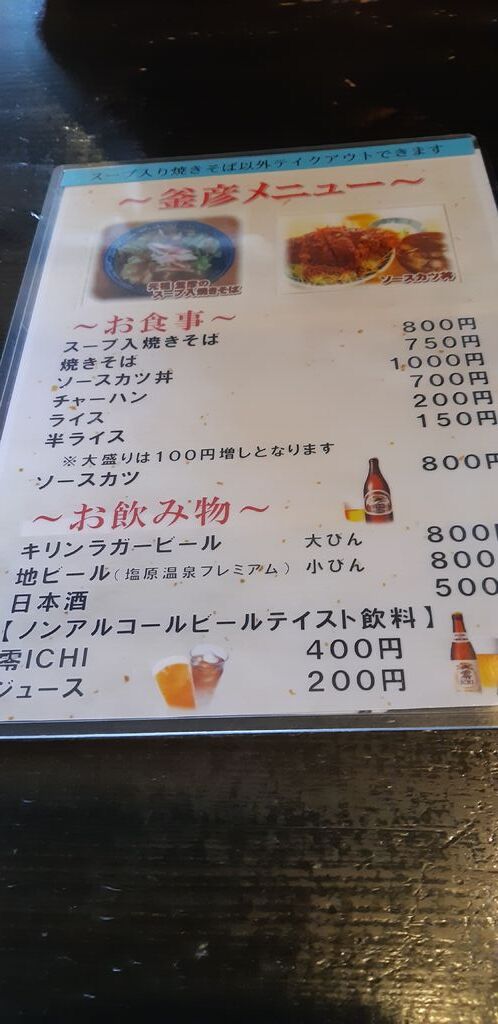 スープ入り焼きそば以外テイクアウトできます
～釜彦メニュー～
元祖 釜彦の
スープ入焼きそば
ソースカツ丼
～お食事～
スープ入焼きそば 800円
焼きそば 750円
ソースカツ丼 1,000円
チャーハン 700円
ライス 200円
半ライス 150円
※大盛りは100円増しとなります
ソースカツ 800円
～お飲み物～
キリンラガービール 大びん 800円
地ビール(塩原温泉プレミアム) 小びん 800
日本酒 500
【ノンアルコールビールテイスト飲料】
零ICHI 400円
ジュース 200円